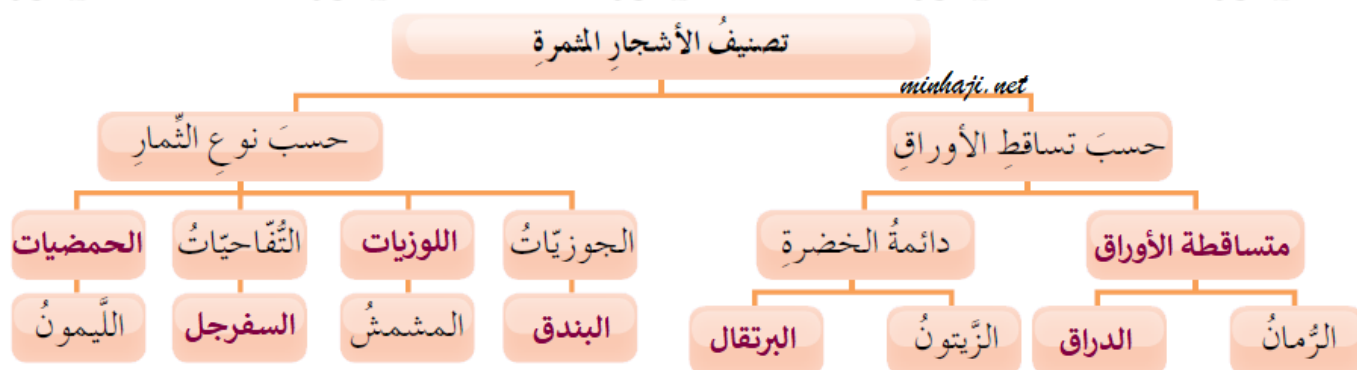 تصنيفُ الأشجارِ المثمرةِ
minhaji.net
حسبَ تساقطِ الأوراقِ
حسبَ نوعِ الثِّمارِ
متساقطة الأوراق
دائمةُ الخضرةِ
الجوزيّاتُ
اللوزيات
التُّفّاحيّاتُ
الحمضيات
الرُّمانُ
الدراق
الزَّيتونُ
البرتقال
البندق
المشمشُ
السفرجل
اللَّيمونُ